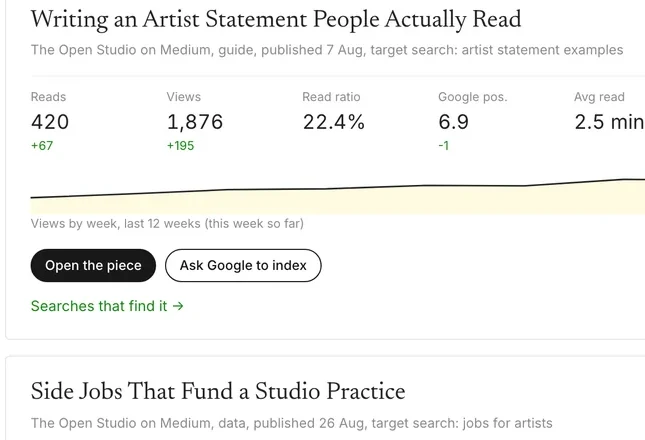 Writing an Artist Statement People Actually Read
The Open Studio on Medium, guide, published 7 Aug, target search: artist statement examples
Reads Views Read ratio Google pos. Avg read
420 1,876 22.4% 6.9 2.5 min
+67 +195 -1
Views by week, last 12 weeks (this week so far)
Open the piece Ask Google to index
Searches that find it →
Side Jobs That Fund a Studio Practice
The Open Studio on Medium, data, published 26 Aug, target search: jobs for artists